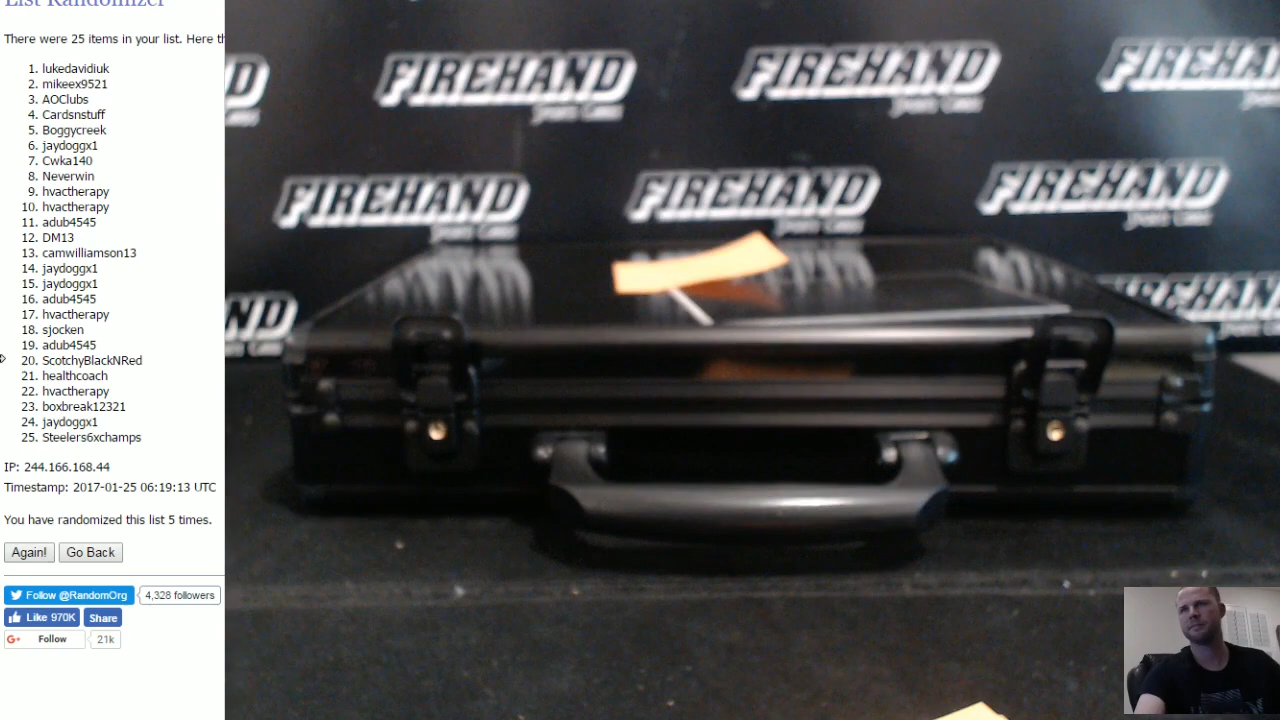 List Randomizer
There were 25 items in your list. Here th
1. lukedavidiuk
2. mikeex9521
3. AOClubs
4. Cardsnstuff
5. Boggycreek
6. jaydoggx1
7. Cwka140
8. Neverwin
9. hvactherapy
10. hvactherapy
11. adub4545
12. DM13
13. camwilliamson13
14. jaydoggx1
15. jaydoggx1
16. adub4545
17. hvactherapy
18. sjocken
19. adub4545
20. ScotchyBlackNRed
21. healthcoach
22. hvactherapy
23. boxbreak12321
24. jaydoggx1
25. Steelers6xchamps
IP: 244.166.168.44
Timestamp: 2017-01-25 06:19:13 UTC
You have randomized this list 5 times.
Again! Go Back
Follow @RandomOrg 4,328 followers
Like 970K Share
G+ Follow 21k
FIREHAND
FIREHAND
FIREHAND
FIREHAND
FIREHAND
FIREHAND